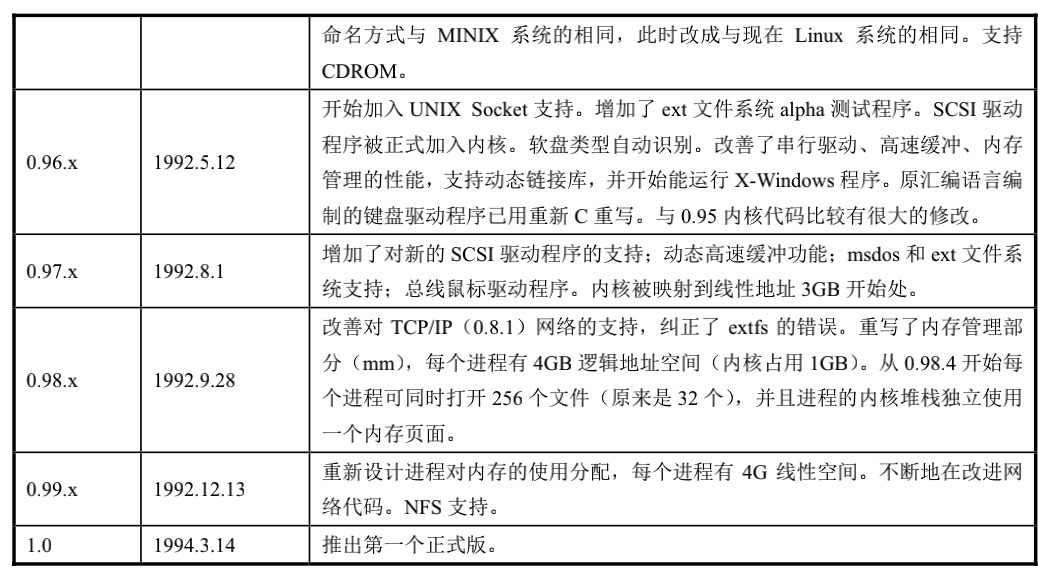 命名方式与 MINIX 系统的相同，此时改成与现在 Linux 系统的相同。支持
CDROM。
0.96.x
1992.5.12
开始加入 UNIX Socket 支持。增加了 ext 文件系统 alpha 测试程序。SCSI 驱动
程序被正式加入内核。软盘类型自动识别。改善了串行驱动、高速缓冲、内存
管理的性能，支持动态链接库，并开始能运行 X-Windows 程序。原汇编语言编
制的键盘驱动程序已用重新 C 重写。与 0.95 内核代码比较有很大的修改。
0.97.x
1992.8.1
增加了对新的 SCSI 驱动程序的支持；动态高速缓冲功能；msdos 和 ext 文件系
统支持；总线鼠标驱动程序。内核被映射到线性地址 3GB 开始处。
0.98.x
1992.9.28
改善对 TCP/IP（0.8.1）网络的支持，纠正了 extfs 的错误。重写了内存管理部
分（mm），每个进程有 4GB 逻辑地址空间（内核占用 1GB）。从 0.98.4 开始每
个进程可同时打开 256 个文件（原来是 32 个），并且进程的内核堆栈独立使用
一个内存页面。
0.99.x
1992.12.13
重新设计进程对内存的使用分配，每个进程有 4G 线性空间。不断地在改进网
络代码。NFS 支持。
1.0
1994.3.14
推出第一个正式版。